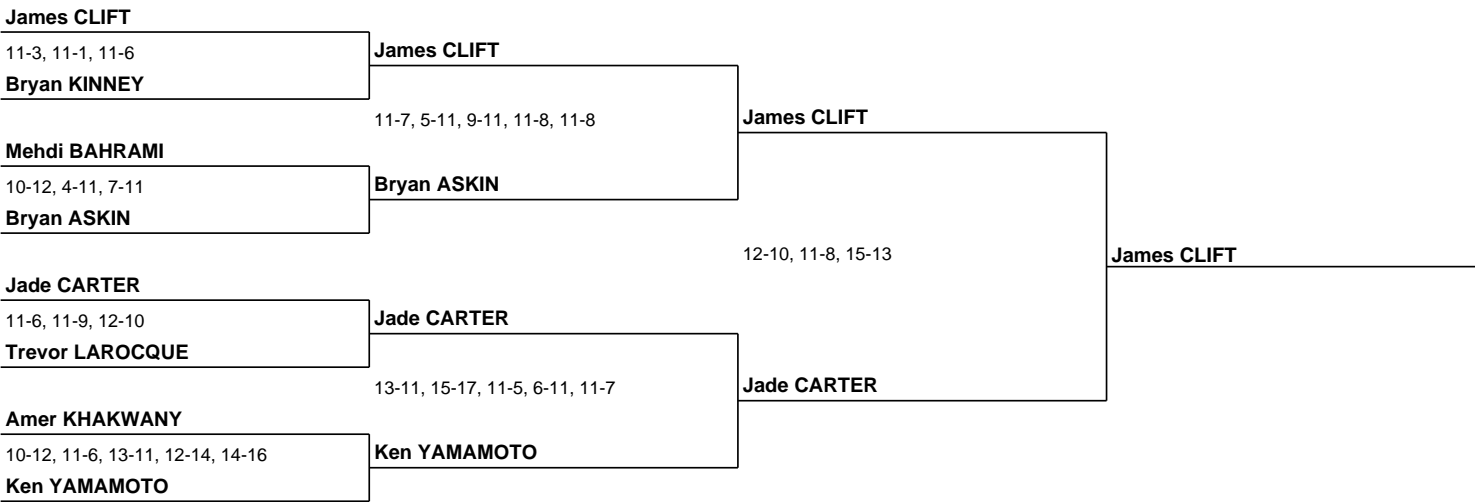 James CLIFT
11-3, 11-1, 11-6
Bryan KINNEY
Mehdi BAHRAMI
10-12, 4-11, 7-11
Bryan ASKIN
Jade CARTER
11-6, 11-9, 12-10
Trevor LAROCQUE
Amer KHAKWANY
10-12, 11-6, 13-11, 12-14, 14-16
Ken YAMAMOTO
James CLIFT
11-7, 5-11, 9-11, 11-8, 11-8
Bryan ASKIN
Jade CARTER
13-11, 15-17, 11-5, 6-11, 11-7
Ken YAMAMOTO
James CLIFT
12-10, 11-8, 15-13
Jade CARTER
James CLIFT